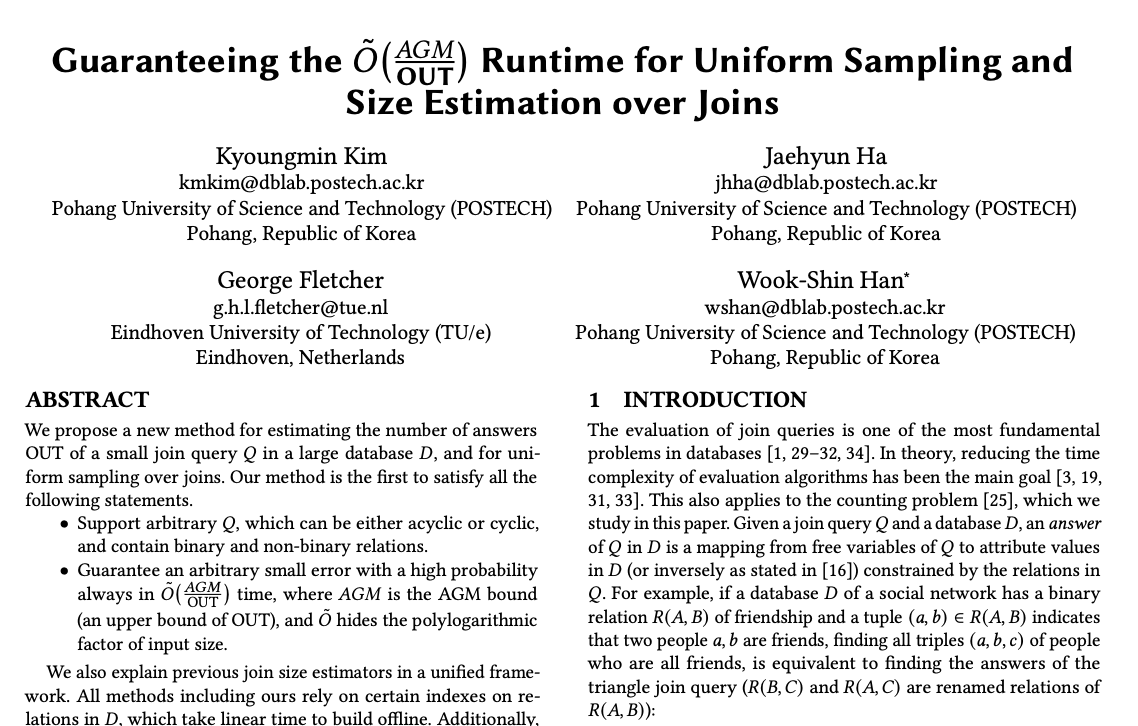 Guaranteeing the Õ(AGM/OUT) Runtime for Uniform Sampling and
Size Estimation over Joins
Kyoungmin Kim
kmkim@dblab.postech.ac.kr
Pohang University of Science and Technology (POSTECH)
Pohang, Republic of Korea
Jaehyun Ha
jhha@dblab.postech.ac.kr
Pohang University of Science and Technology (POSTECH)
Pohang, Republic of Korea
George Fletcher
g.h.l.fletcher@tue.nl
Eindhoven University of Technology (TU/e)
Eindhoven, Netherlands
Wook-Shin Han*
wshan@dblab.postech.ac.kr
Pohang University of Science and Technology (POSTECH)
Pohang, Republic of Korea
ABSTRACT
We propose a new method for estimating the number of answers
OUT of a small join query Q in a large database D, and for uni-
form sampling over joins. Our method is the first to satisfy all the
following statements.
• Support arbitrary Q, which can be either acyclic or cyclic,
and contain binary and non-binary relations.
• Guarantee an arbitrary small error with a high probability
always in Õ(AGM/OUT) time, where AGM is the AGM bound
(an upper bound of OUT), and Õ hides the polylogarithmic
factor of input size.
We also explain previous join size estimators in a unified frame-
work. All methods including ours rely on certain indexes on re-
lations in D, which take linear time to build offline. Additionally,
1 INTRODUCTION
The evaluation of join queries is one of the most fundamental
problems in databases [1, 29–32, 34]. In theory, reducing the time
complexity of evaluation algorithms has been the main goal [3, 19,
31, 33]. This also applies to the counting problem [25], which we
study in this paper. Given a join query Q and a database D, an answer
of Q in D is a mapping from free variables of Q to attribute values
in D (or inversely as stated in [16]) constrained by the relations in
Q. For example, if a database D of a social network has a binary
relation R(A, B) of friendship and a tuple (a, b) ∈ R(A, B) indicates
that two people a, b are friends, finding all triples (a, b, c) of people
who are all friends, is equivalent to finding the answers of the
triangle join query (R(B, C) and R(A, C) are renamed relations of
R(A, B)):